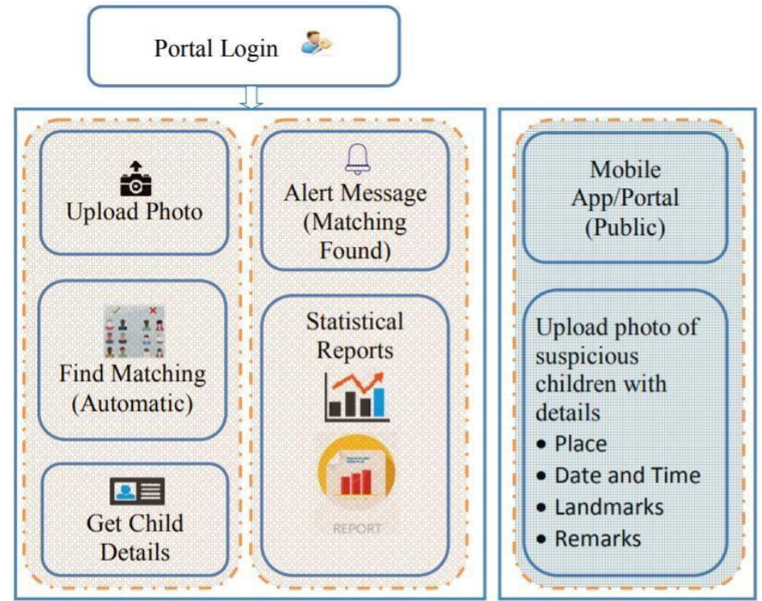 Portal Login
Upload Photo
Find Matching
(Automatic)
Get Child
Details
Alert Message
(Matching
Found)
Statistical
Reports
REPORT
Mobile
App/Portal
(Public)
Upload photo of
suspicious
children with
details
• Place
• Date and Time
• Landmarks
• Remarks